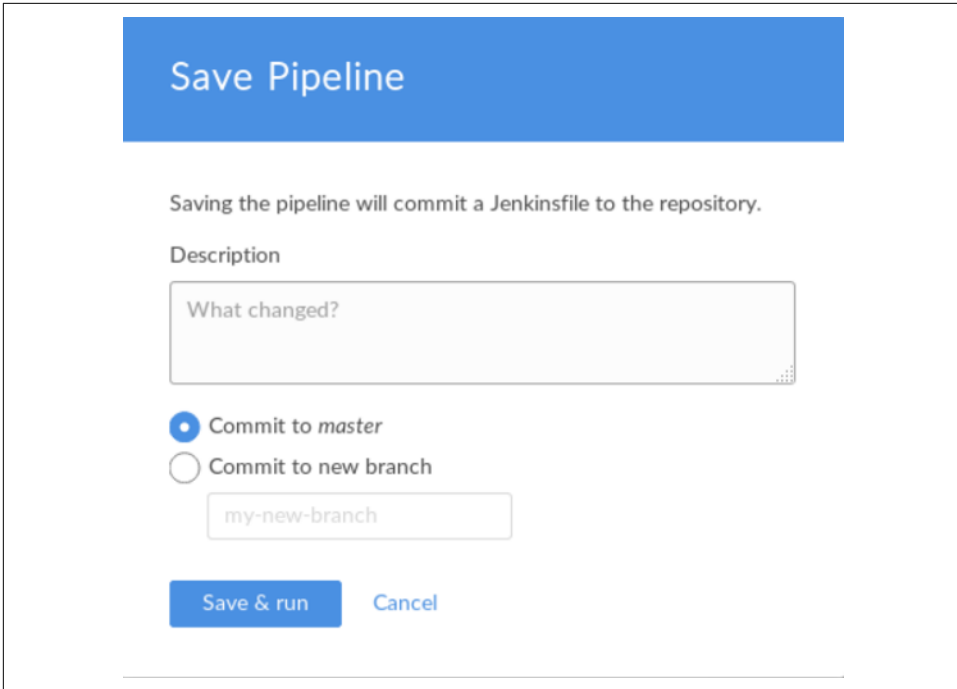 Save Pipeline
Saving the pipeline will commit a Jenkinsfile to the repository.
Description
What changed?
Commit to master
Commit to new branch
my-new-branch
Save & run Cancel